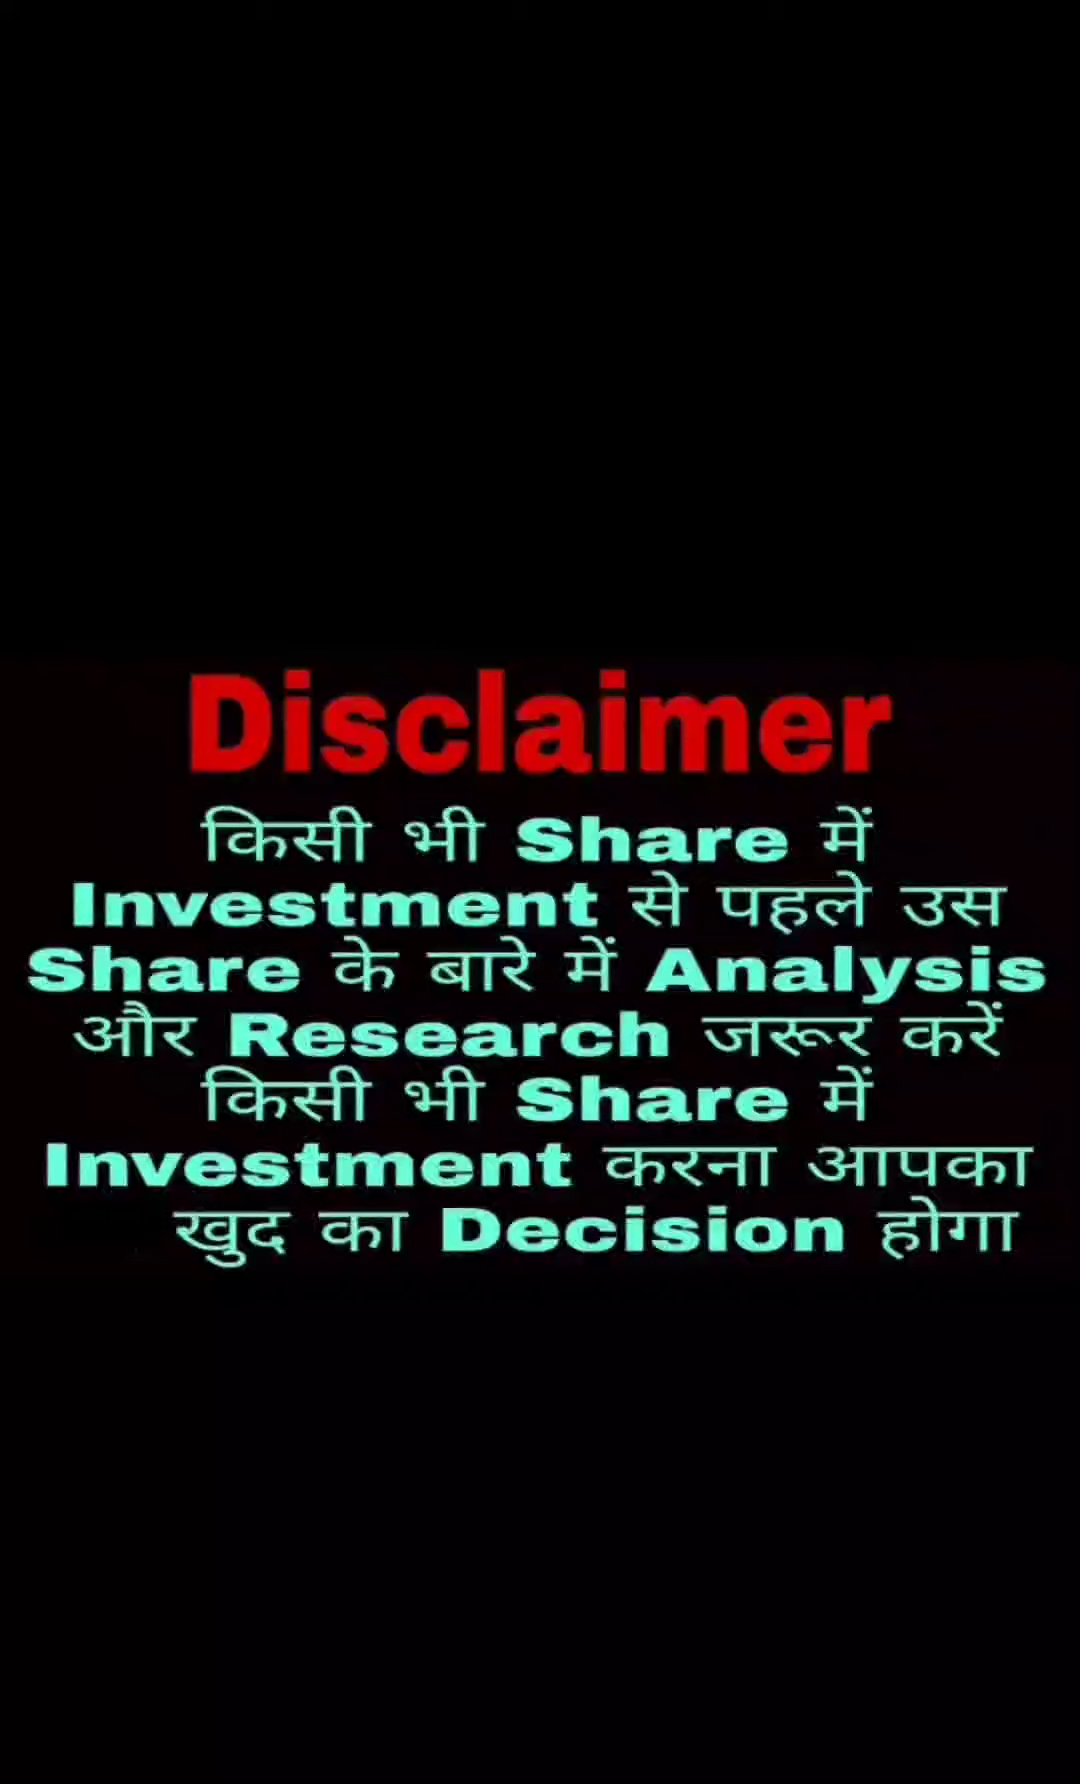 Disclaimer
किसी भी Share में
Investment से पहले उस
Share के बारे में Analysis
और Research जरूर करें
किसी भी Share में
Investment करना आपका
खुद का Decision होगा